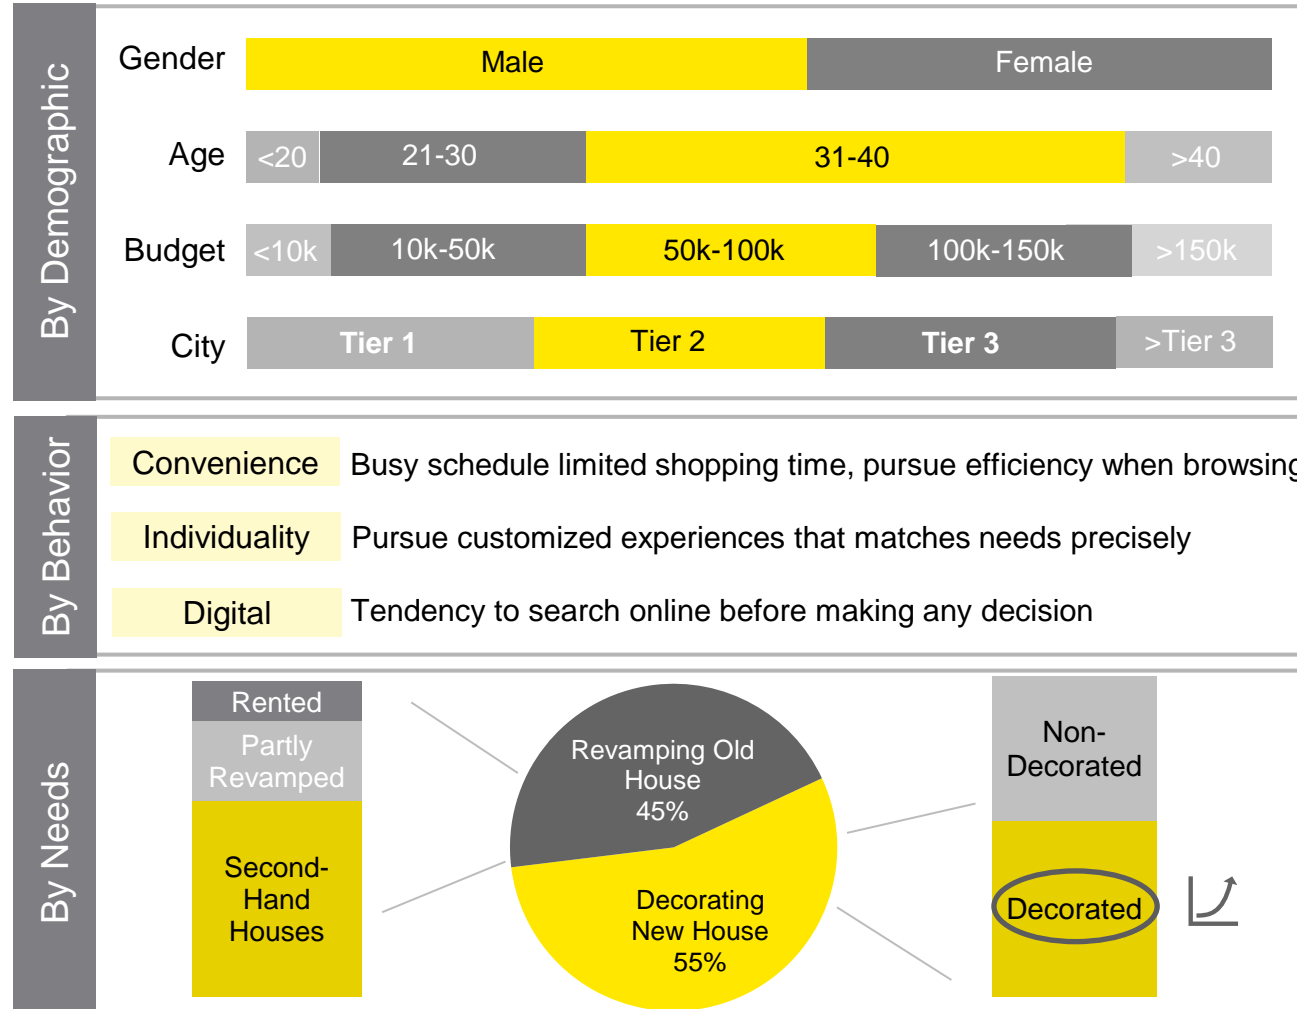 By Demographic
Gender
Male
Female
Age
<20
21-30
31-40
>40
Budget
<10k
10k-50k
50k-100k
100k-150k
>150k
City
Tier 1
Tier 2
Tier 3
>Tier 3
By Behavior
Convenience
Busy schedule limited shopping time, pursue efficiency when browsing
Individuality
Pursue customized experiences that matches needs precisely
Digital
Tendency to search online before making any decision
By Needs
Rented
Partly
Revamped
Second-
Hand
Houses
Revamping Old
House
45%
Decorating
New House
55%
Non-
Decorated
Decorated